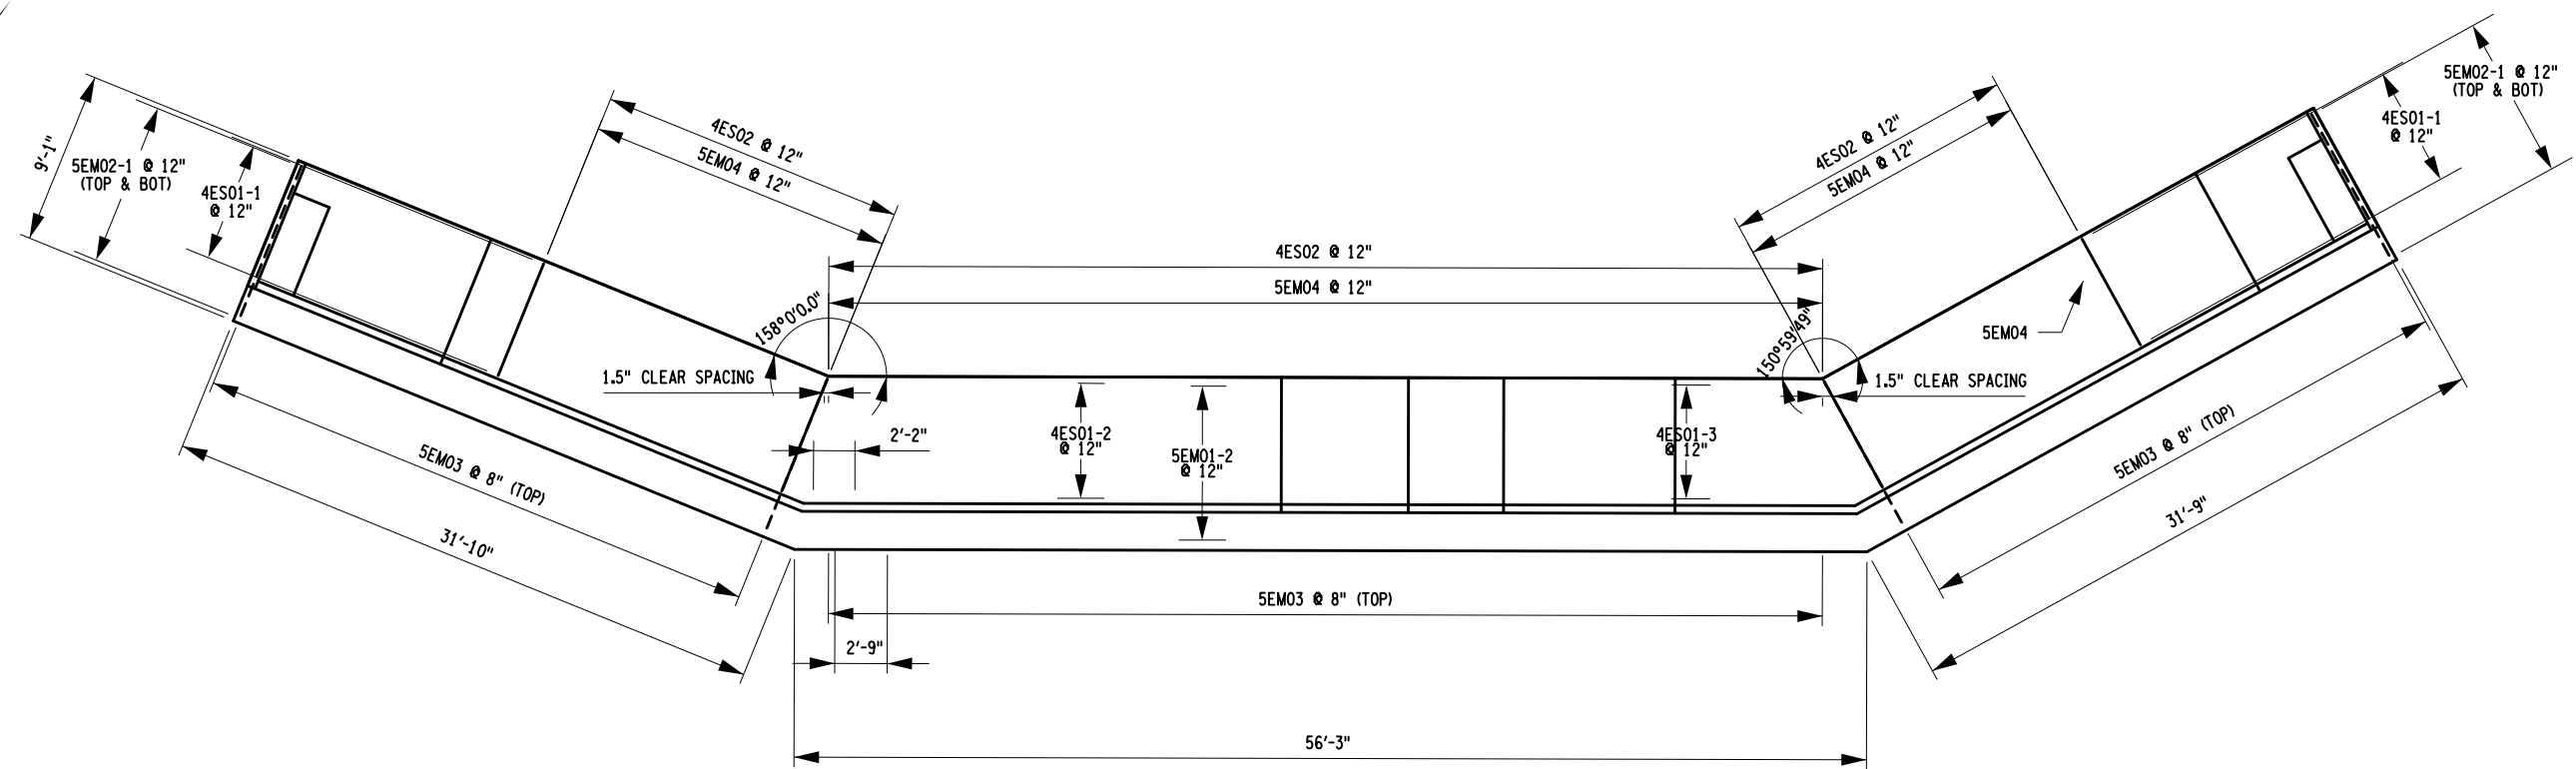 9'-1"
5EM02-1 @ 12"
(TOP & BOT)
4ES01-1
@ 12"
4ES02 @ 12"
5EM04 @ 12"
158°0'0.0"
1.5" CLEAR SPACING
5EM03 @ 8" (TOP)
31'-10"
4ES02 @ 12"
5EM04 @ 12"
2'-2"
4ES01-2
@ 12"
5EM01-2
@ 12"
4ES01-3
@ 12"
5EM03 @ 8" (TOP)
2'-9"
56'-3"
4ES02 @ 12"
5EM04 @ 12"
150°59'49"
1.5" CLEAR SPACING
5EM04
4ES01-1
@ 12"
5EM02-1 @ 12"
(TOP & BOT)
5EM03 @ 8" (TOP)
31'-9"